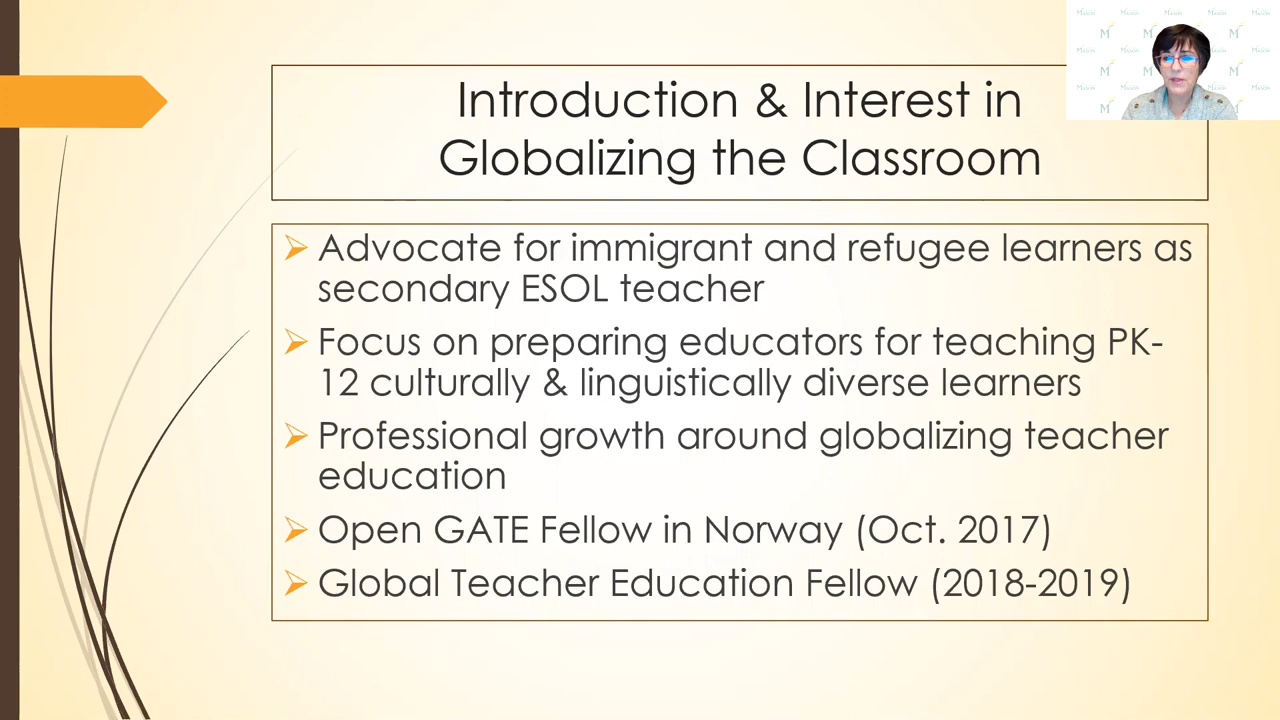 Introduction & Interest in
Globalizing the Classroom
Advocate for immigrant and refugee learners as
secondary ESOL teacher
Focus on preparing educators for teaching PK-
12 culturally & linguistically diverse learners
Professional growth around globalizing teacher
education
Open GATE Fellow in Norway (Oct. 2017)
Global Teacher Education Fellow (2018-2019)